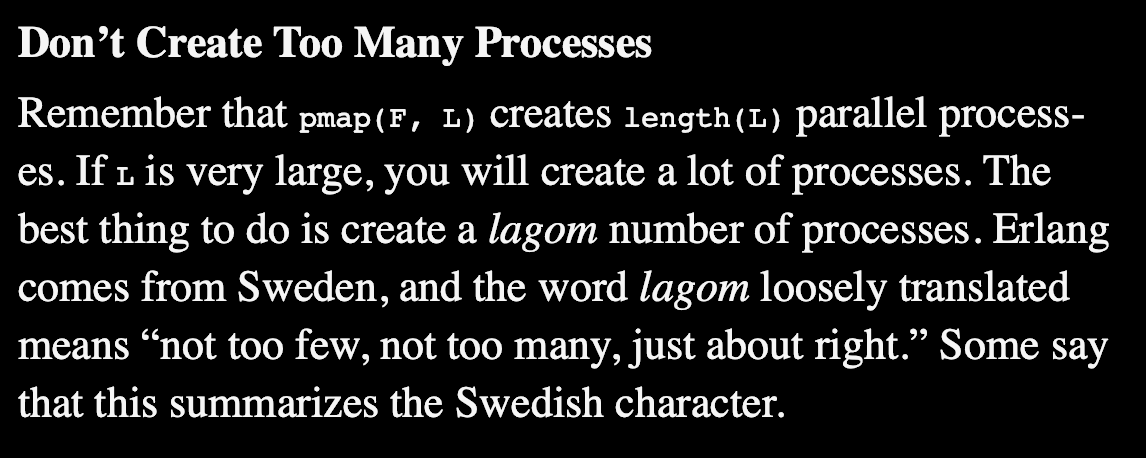 Don’t Create Too Many Processes
Remember that pmap(F, L) creates length(L) parallel process-
es. If L is very large, you will create a lot of processes. The
best thing to do is create a lagom number of processes. Erlang
comes from Sweden, and the word lagom loosely translated
means “not too few, not too many, just about right.” Some say
that this summarizes the Swedish character.